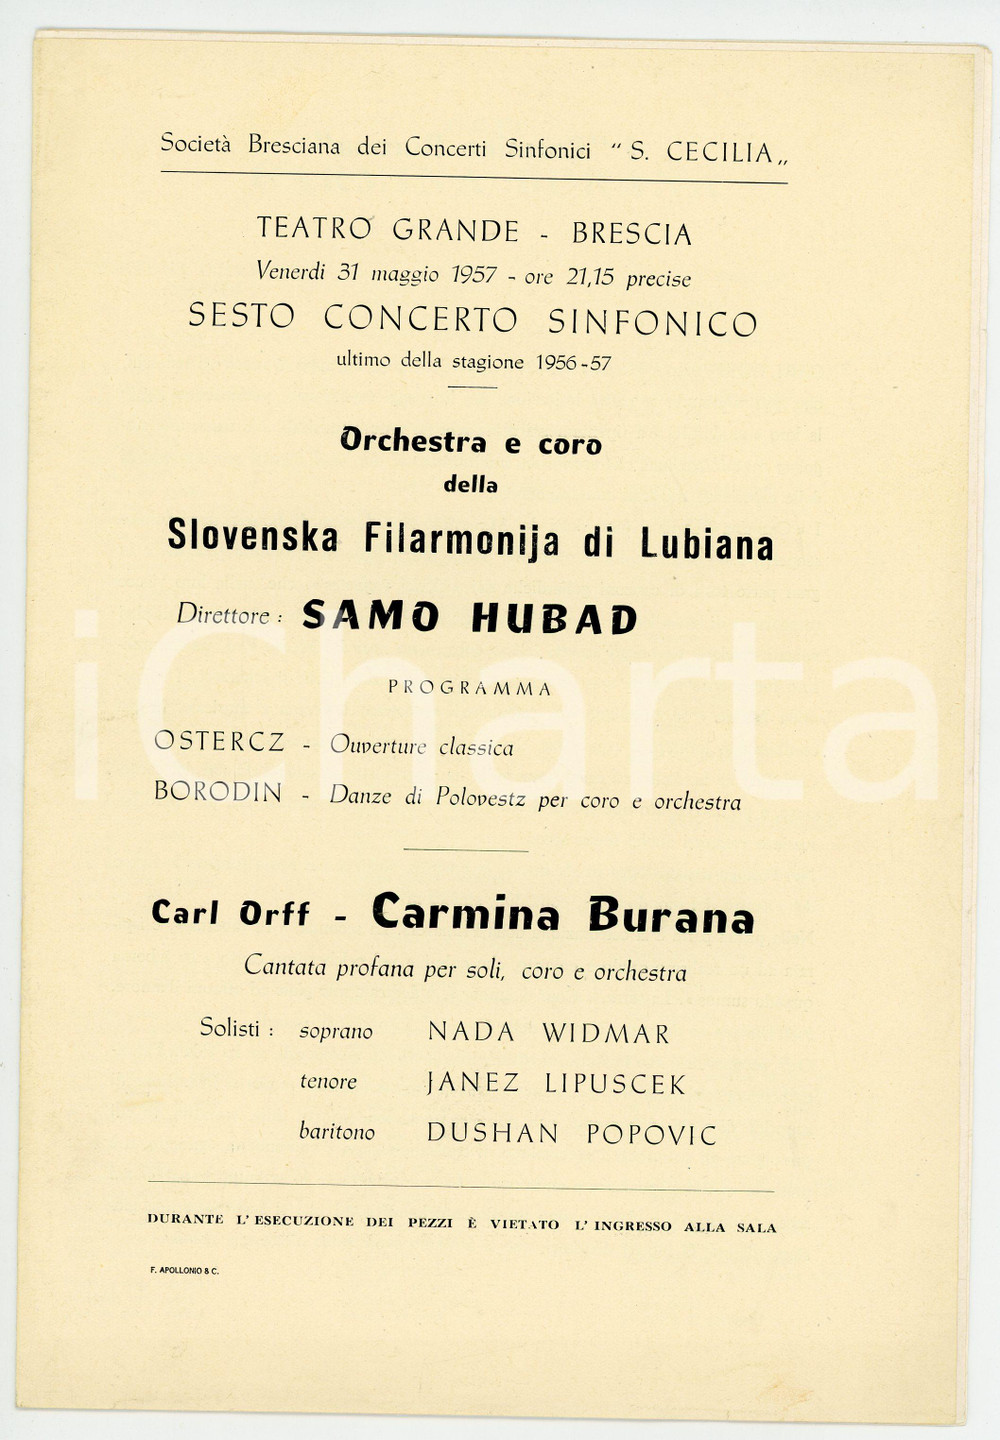 Società Bresciana dei Concerti Sinfonici “ S. CECILIA „
TEATRO GRANDE - BRESCIA
Venerdì 31 maggio 1957 - ore 21,15 precise
SESTO CONCERTO SINFONICO
ultimo della stagione 1956-57
Orchestra e coro
della
Slovenska Filarmonija di Lubiana
Direttore : SAMO HUBAD
PROGRAMMA
OSTERCZ - Ouverture classica
BORODIN - Danze di Polovestz per coro e orchestra
Carl Orff - Carmina Burana
Cantata profana per soli, coro e orchestra
Solisti : soprano NADA WIDMAR
tenore JANEZ LIPUSCEK
baritono DUSHAN POPOVIC
DURANTE L' ESECUZIONE DEI PEZZI È VIETATO L' INGRESSO ALLA SALA
F. APOLLONIO & C.
iCharta